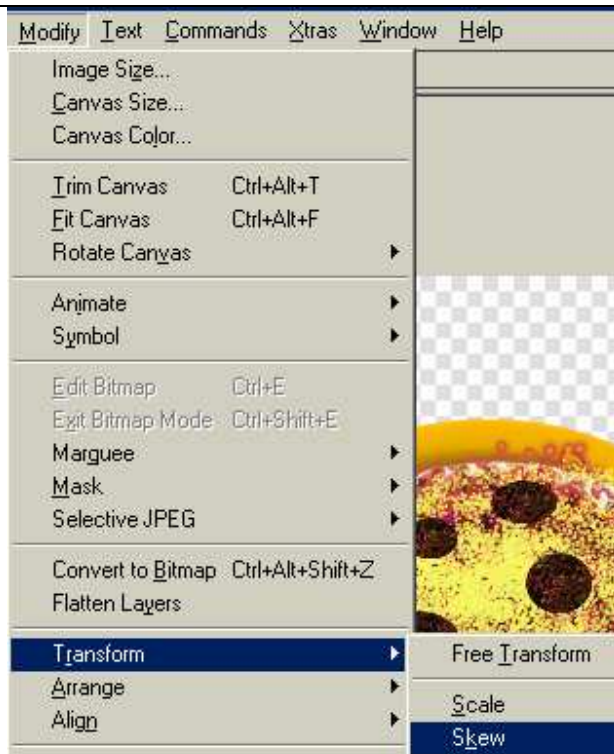 Modify Text Commands Xtras Window Help
Image Size...
Canvas Size...
Canvas Color...
Trim Canvas Ctrl+Alt+T
Fit Canvas Ctrl+Alt+F
Rotate Canvas
Animate
Symbol
Edit Bitmap Ctrl+E
Exit Bitmap Mode Ctrl+Shift+E
Marquee
Mask
Selective JPEG
Convert to Bitmap Ctrl+Alt+Shift+Z
Flatten Layers
Transform
Free Transform
Arrange
Scale
Align
Skew